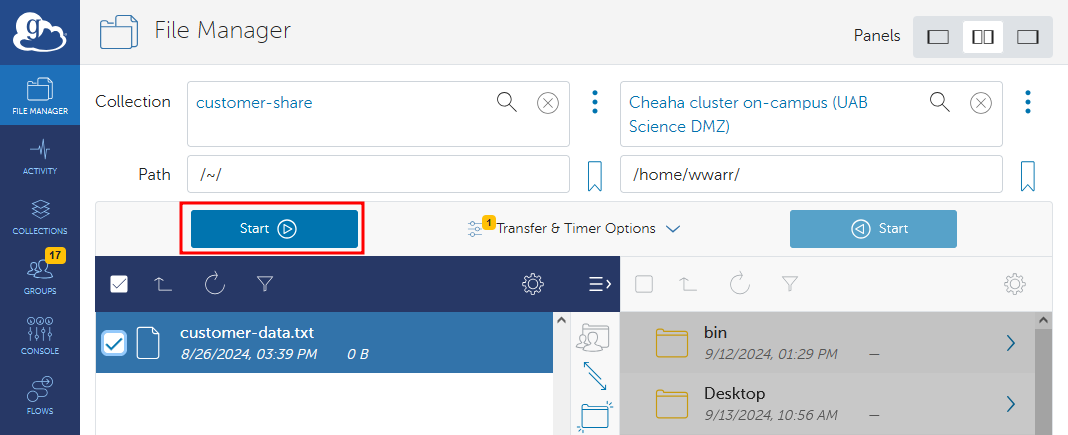 g
File Manager
Panels
FILE MANAGER
ACTIVITY
COLLECTIONS
17
GROUPS
CONSOLE
FLOWS
Collection
customer-share
Cheaha cluster on-campus (UAB
Science DMZ)
Path
/~/
/home/wwarr/
Start
1
Transfer & Timer Options
Start
customer-data.txt
8/26/2024, 03:39 PM 0 B
bin
9/12/2024, 01:29 PM —
Desktop
9/13/2024, 10:56 AM —